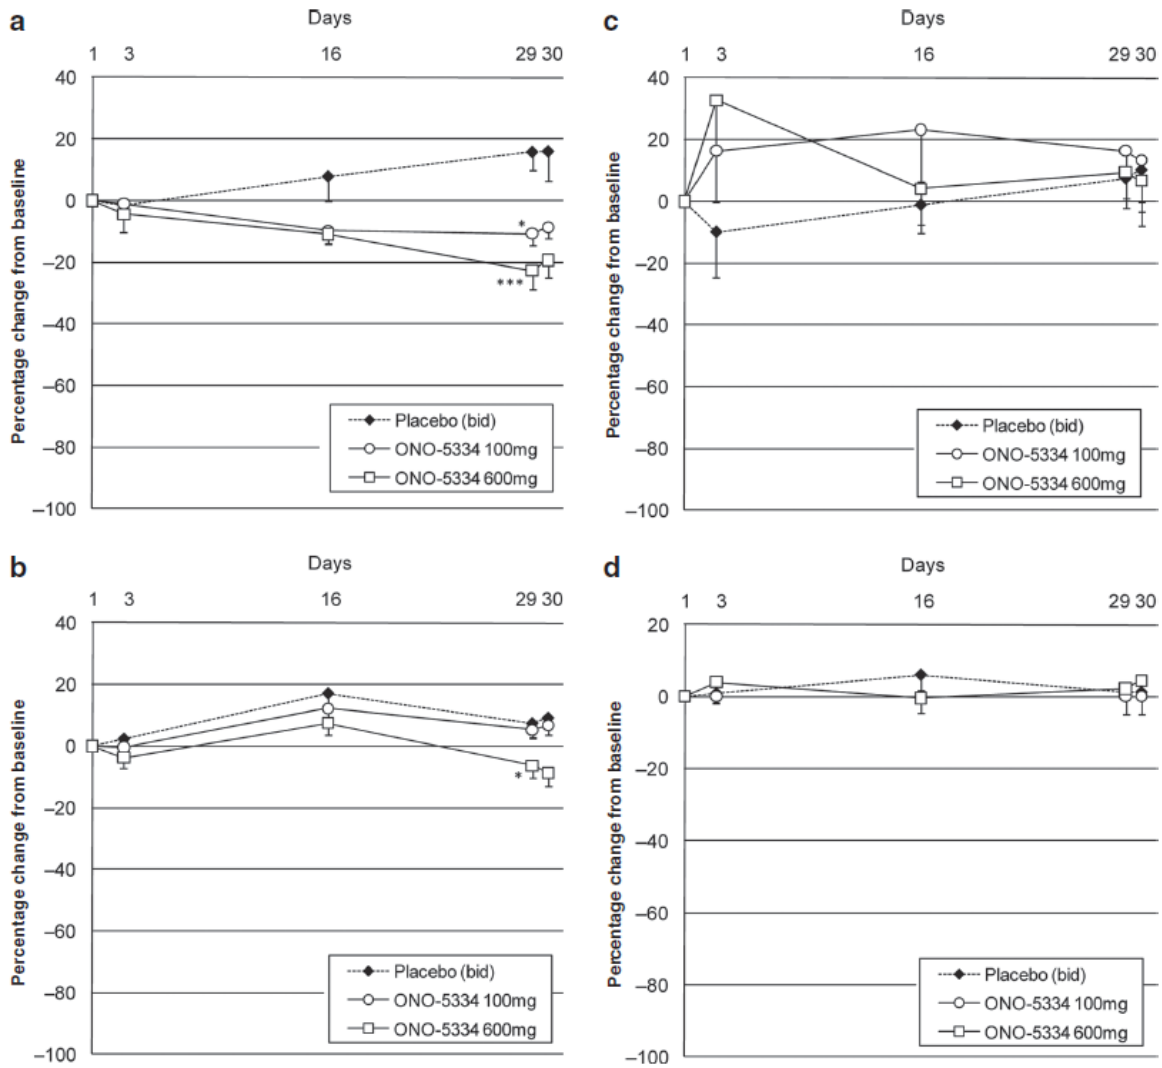 a
Days
1 3 16 29 30
40
20
0
–20
–40
–60
–80
–100
Percentage change from baseline
*
***
Placebo (bid)
ONO-5334 100mg
ONO-5334 600mg
b
Days
1 3 16 29 30
40
20
0
–20
–40
–60
–80
–100
Percentage change from baseline
*
Placebo (bid)
ONO-5334 100mg
ONO-5334 600mg
c
Days
1 3 16 29 30
40
20
0
–20
–40
–60
–80
–100
Percentage change from baseline
Placebo (bid)
ONO-5334 100mg
ONO-5334 600mg
d
Days
1 3 16 29 30
20
0
–20
–40
–60
–80
–100
Percentage change from baseline
Placebo (bid)
ONO-5334 100mg
ONO-5334 600mg